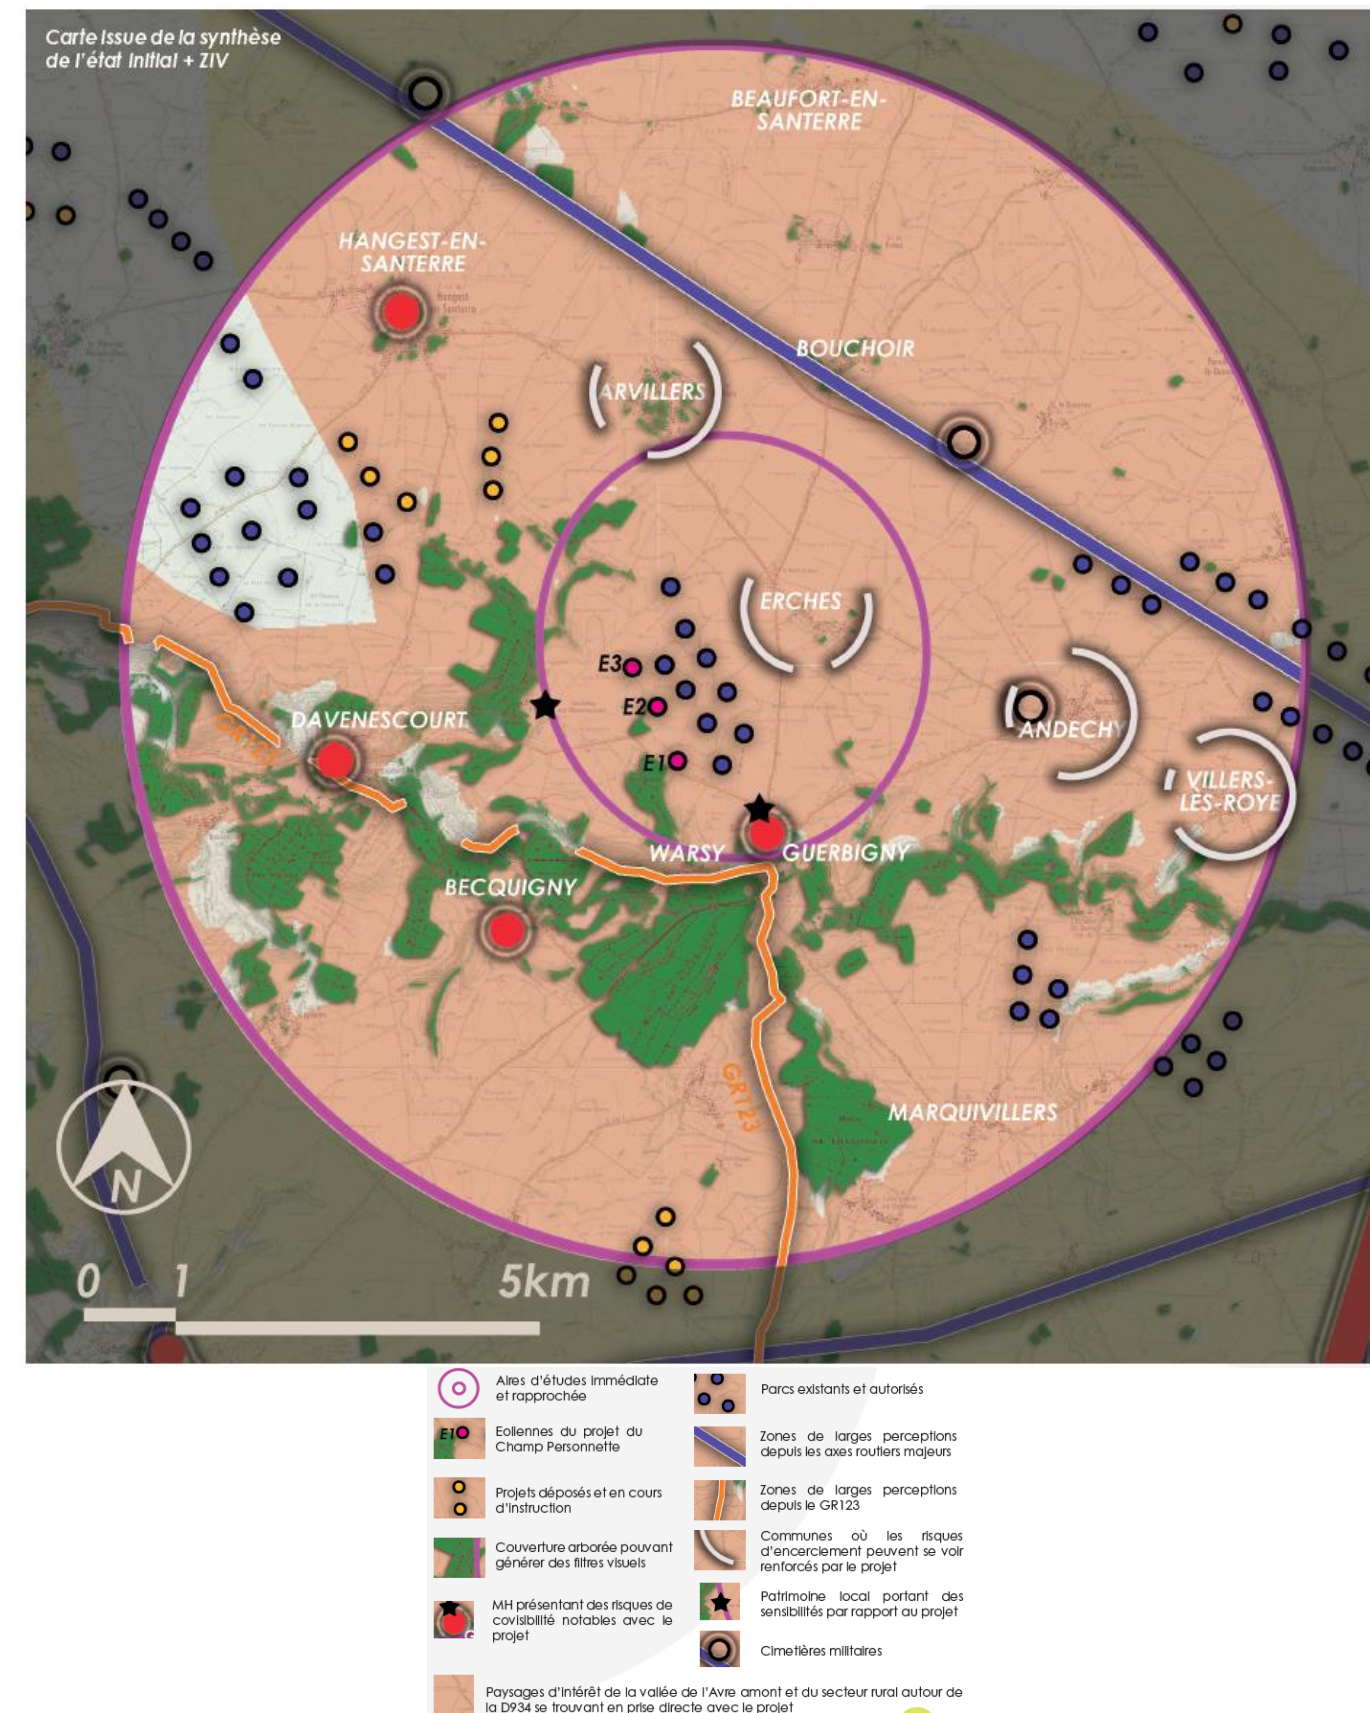 Carte issue de la synthèse
de l'état initial + ZIV
BEAUFORT-EN-
SANTERRE
HANGEST-EN-
SANTERRE
BOUCHOIR
ARVILLERS
ERCHES
E3
E2
E1
DAVENESCOURT
GR123
ANDECHY
VILLERS-
LÈS-ROYE
WARSY
GUERBIGNY
BECQUIGNY
GR123
MARQUIVILLERS
N
0 1 5km
Aires d'études immédiate
et rapprochée
E1
Eoliennes du projet du
Champ Personnette
Projets déposés et en cours
d'instruction
Couverture arborée pouvant
générer des filtres visuels
MH présentant des risques de
covisibilité notables avec le
projet
Parcs existants et autorisés
Zones de larges perceptions
depuis les axes routiers majeurs
Zones de larges perceptions
depuis le GR123
Communes où les risques
d'encerclement peuvent se voir
renforcés par le projet
Patrimoine local portant des
sensibilités par rapport au projet
Cimetières militaires
Paysages d'intérêt de la vallée de l'Avre amont et du secteur rural autour de
la D934 se trouvant en prise directe avec le projet